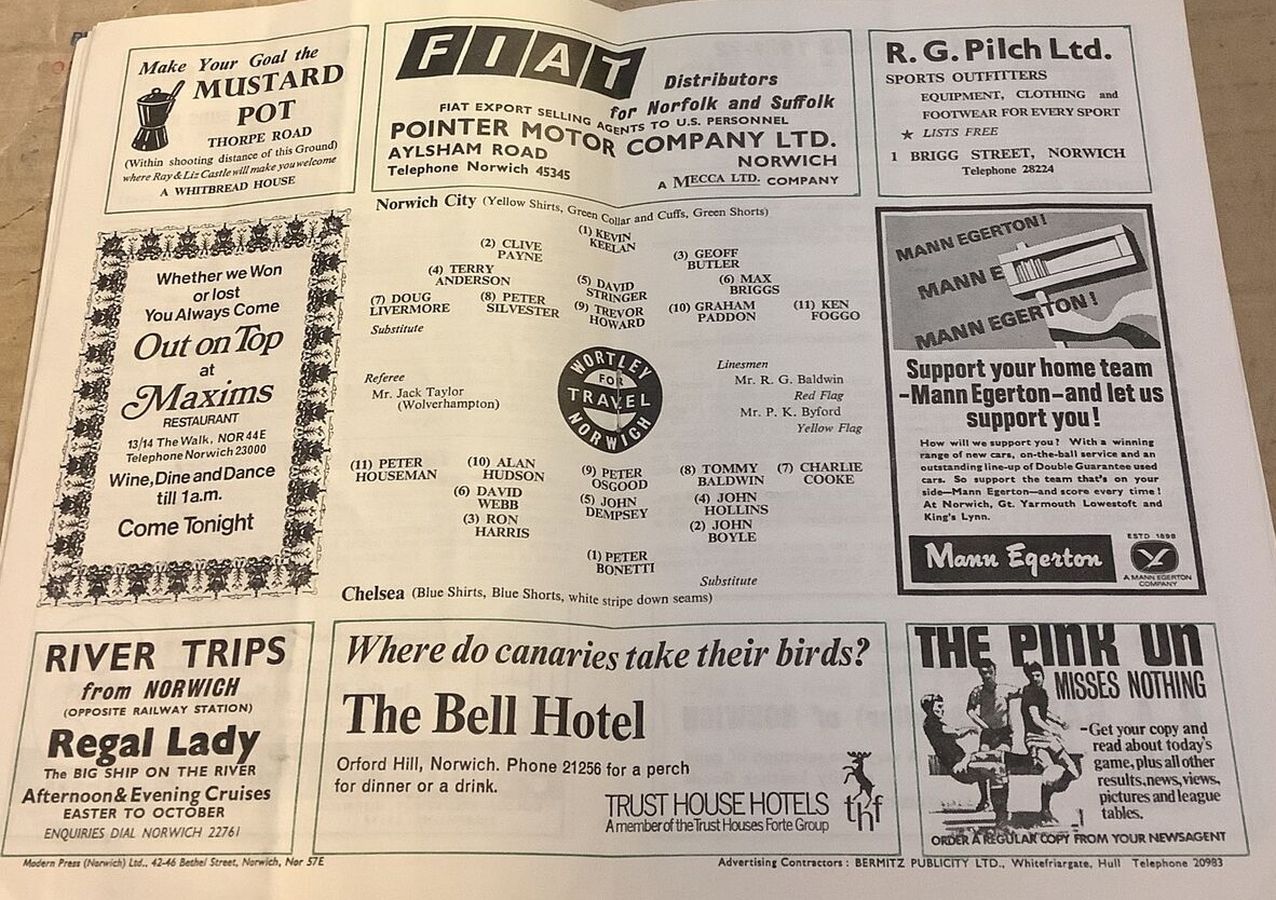 Make Your Goal the
MUSTARD
POT
THORPE ROAD
(Within shooting distance of this Ground)
where Ray & Liz Castle will make you welcome
A WHITBREAD HOUSE
FIAT
Distributors
for Norfolk and Suffolk
FIAT EXPORT SELLING AGENTS TO U.S. PERSONNEL
POINTER MOTOR COMPANY LTD.
AYLSHAM ROAD NORWICH
Telephone Norwich 45345
A MECCA LTD. COMPANY
R. G. Pilch Ltd.
SPORTS OUTFITTERS
EQUIPMENT, CLOTHING and
FOOTWEAR FOR EVERY SPORT
★ LISTS FREE
1 BRIGG STREET, NORWICH
Telephone 28224
Whether we Won
or lost
You Always Come
Out on Top
at
Maxims
RESTAURANT
13/14 The Walk, NOR 44E
Telephone Norwich 23000
Wine, Dine and Dance
till 1a.m.
Come Tonight
Norwich City (Yellow Shirts, Green Collar and Cuffs, Green Shorts)
(1) KEVIN
KEELAN
(2) CLIVE
PAYNE
(3) GEOFF
BUTLER
(4) TERRY
ANDERSON
(5) DAVID
STRINGER
(6) MAX
BRIGGS
(7) DOUG
LIVERMORE
(8) PETER
SILVESTER
(9) TREVOR
HOWARD
(10) GRAHAM
PADDON
(11) KEN
FOGGO
Substitute
Referee
Mr. Jack Taylor
(Wolverhampton)
WORTLEY
FOR
TRAVEL
NORWICH
Linesmen
Mr. R. G. Baldwin
Red Flag
Mr. P. K. Byford
Yellow Flag
(11) PETER
HOUSEMAN
(10) ALAN
HUDSON
(9) PETER
OSGOOD
(8) TOMMY
BALDWIN
(7) CHARLIE
COOKE
(6) DAVID
WEBB
(5) JOHN
DEMPSEY
(4) JOHN
HOLLINS
(3) RON
HARRIS
(2) JOHN
BOYLE
(1) PETER
BONETTI
Substitute
Chelsea (Blue Shirts, Blue Shorts, white stripe down seams)
MANN EGERTON!
MANN E
MANN EGERTON!
Support your home team
-Mann Egerton-and let us
support you!
How will we support you? With a winning
range of new cars, on-the-ball service and an
outstanding line-up of Double Guarantee used
cars. So support the team that's on your
side—Mann Egerton—and score every time!
At Norwich, Gt. Yarmouth Lowestoft and
King's Lynn.
Mann Egerton
ESTD 1898
A MANN EGERTON
COMPANY
RIVER TRIPS
from NORWICH
(OPPOSITE RAILWAY STATION)
Regal Lady
The BIG SHIP ON THE RIVER
Afternoon & Evening Cruises
EASTER TO OCTOBER
ENQUIRIES DIAL NORWICH 22761
Where do canaries take their birds?
The Bell Hotel
Orford Hill, Norwich. Phone 21256 for a perch
for dinner or a drink.
TRUST HOUSE HOTELS
A member of the Trust Houses Forte Group
thf
THE PINK UN
MISSES NOTHING
-Get your copy and
read about today's
game, plus all other
results, news, views,
pictures and league
tables.
ORDER A REGULAR COPY FROM YOUR NEWSAGENT
Modern Press (Norwich) Ltd., 42-46 Bethel Street, Norwich, Nor 57E
Advertising Contractors: BERMITZ PUBLICITY LTD., Whitefriargate, Hull Telephone 20983